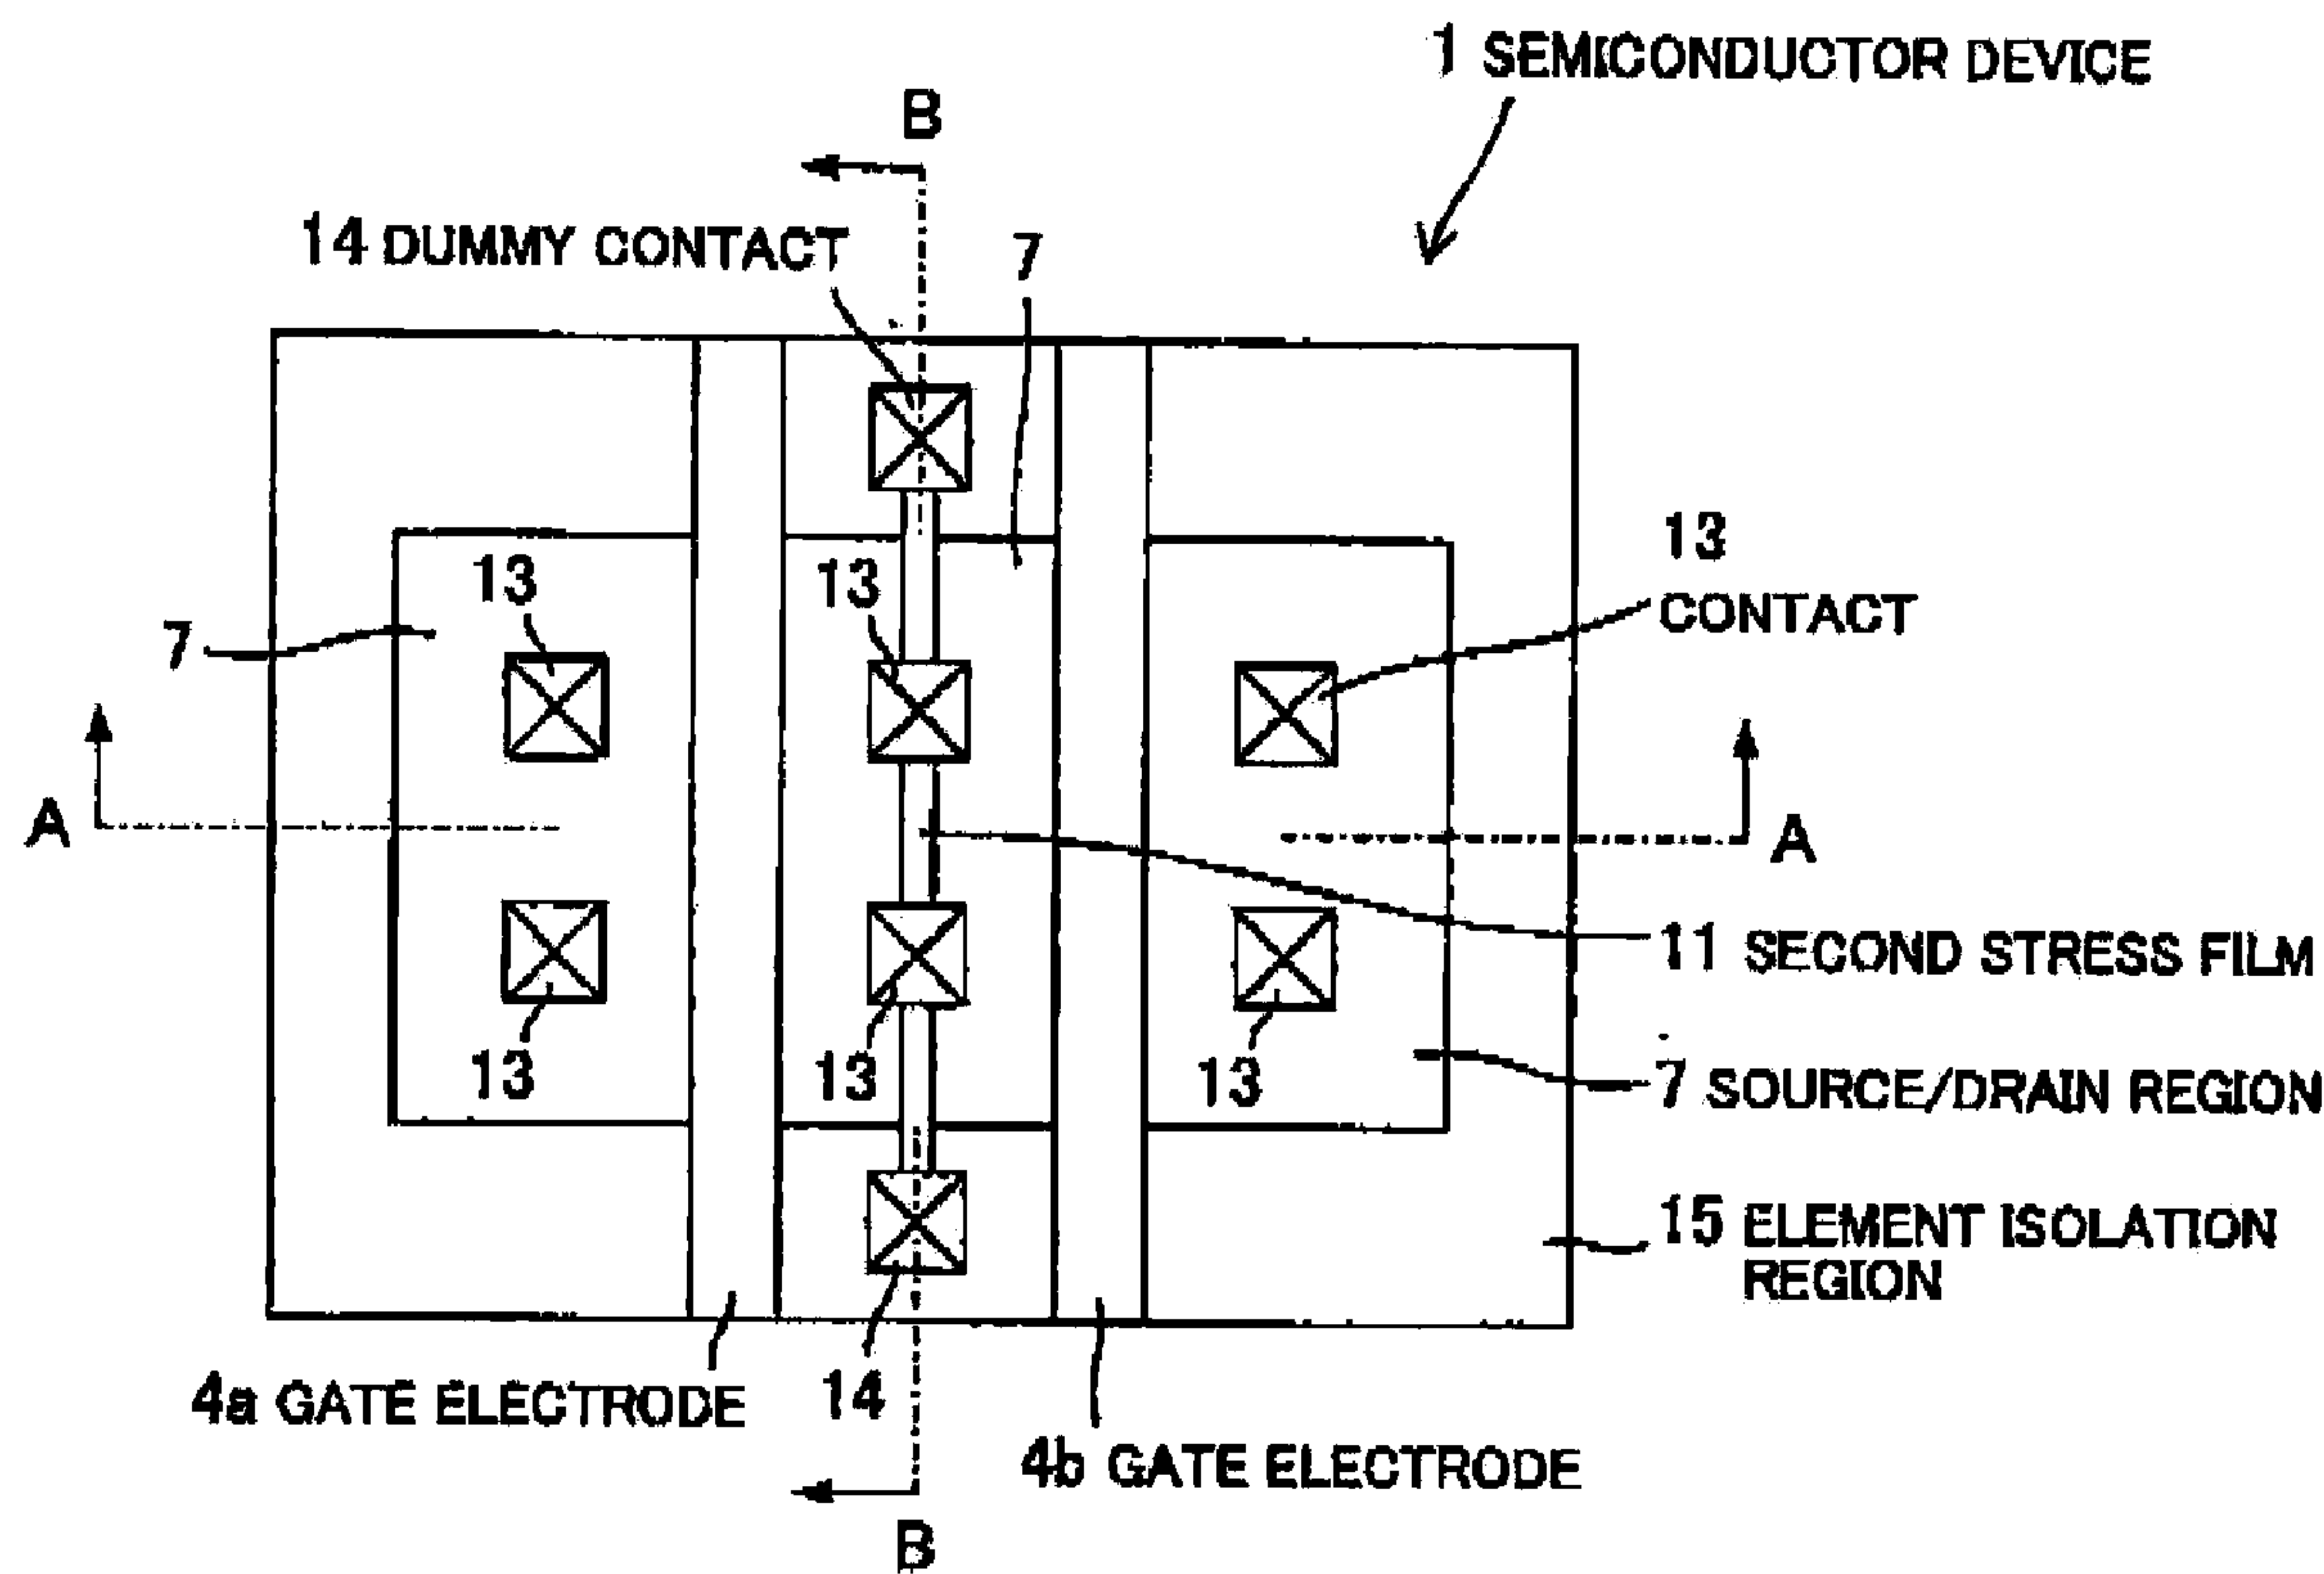 1 SEMICONDUCTOR DEVICE
B
14 DUMMY CONTACT
7
13
13
13
CONTACT
7
A
A
11 SECOND STRESS FILM
13
13
13
7 SOURCE/DRAIN REGION
15 ELEMENT ISOLATION
REGION
4a GATE ELECTRODE
14
4b GATE ELECTRODE
B